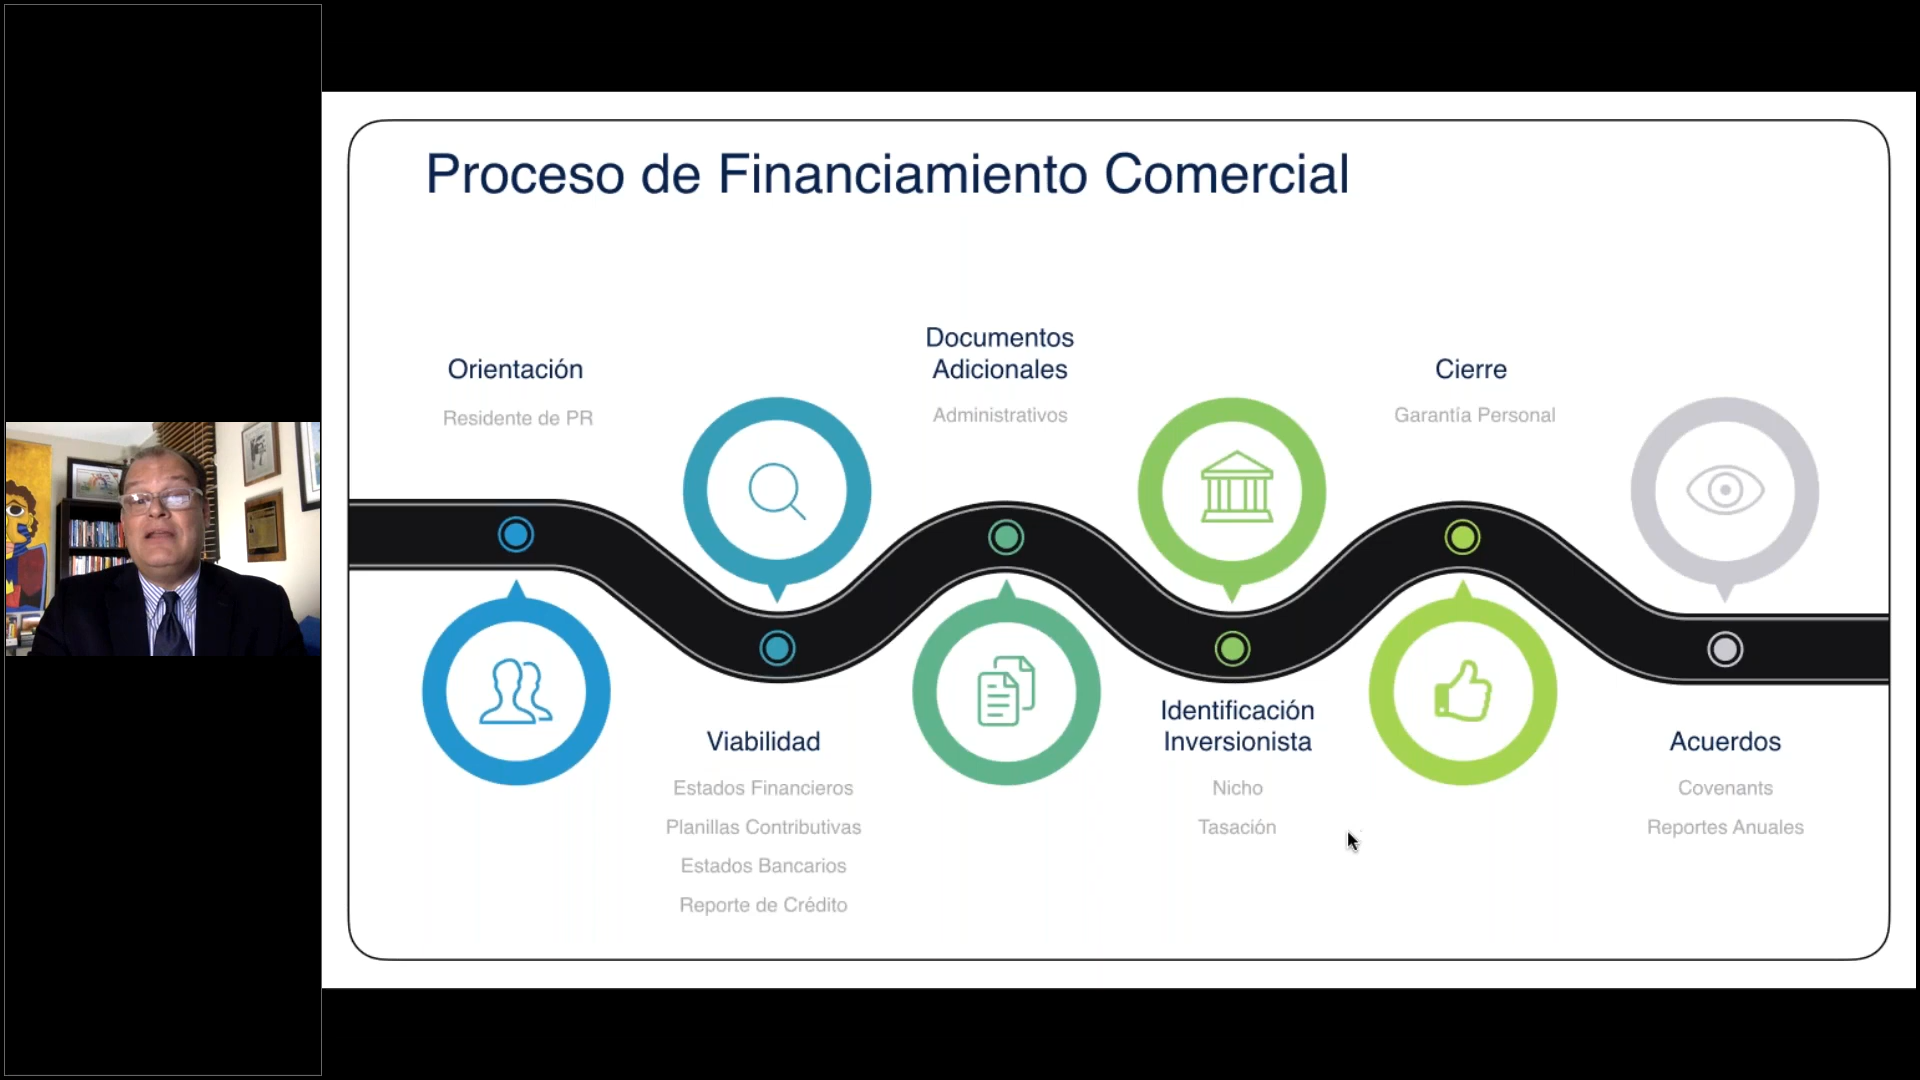 Proceso de Financiamiento Comercial
Orientación
Residente de PR
Viabilidad
Estados Financieros
Planillas Contributivas
Estados Bancarios
Reporte de Crédito
Documentos
Adicionales
Administrativos
Identificación
Inversionista
Nicho
Tasación
Cierre
Garantía Personal
Acuerdos
Covenants
Reportes Anuales